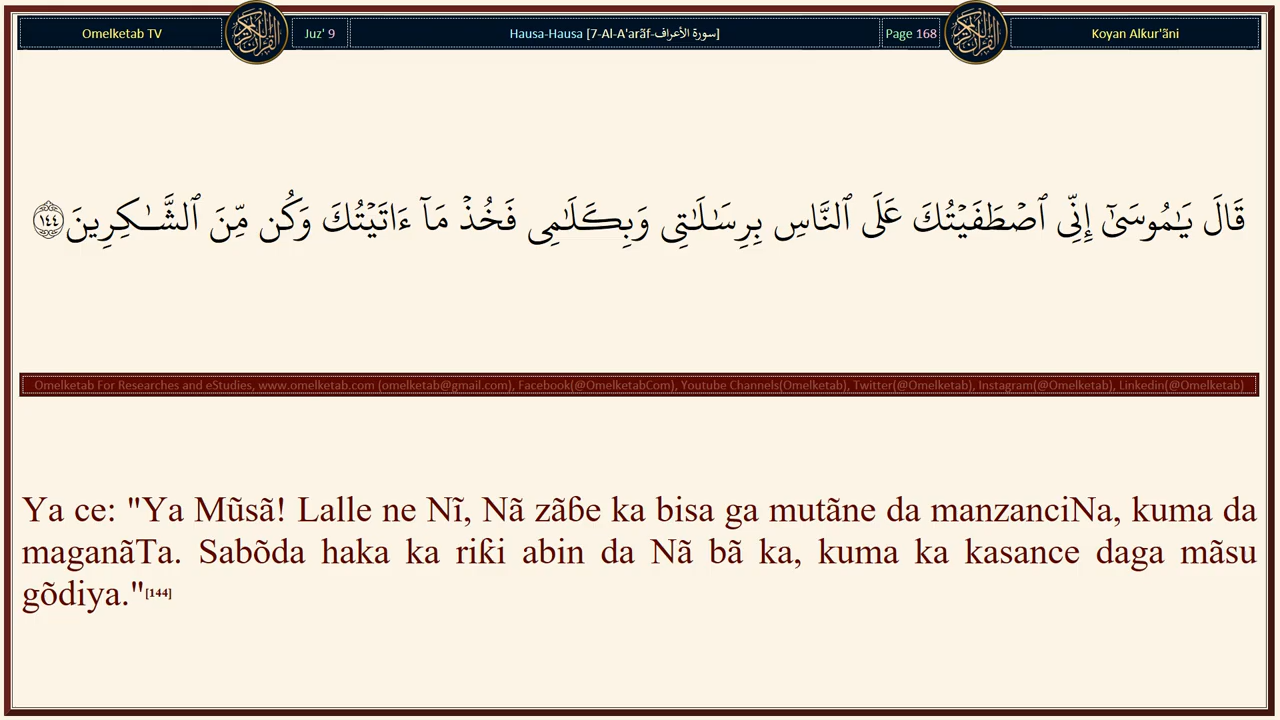 Omelketab TV
Juz' 9
Hausa-Hausa [7-Al-A'arãf-سورة الأعراف]
Page 168
Koyan Alƙur'ãni
قَالَ يَـٰمُوسَىٰٓ إِنِّى ٱصْطَفَيْتُكَ عَلَى ٱلنَّاسِ بِرِسَـٰلَـٰتِى وَبِكَلَـٰمِى فَخُذْ مَآ ءَاتَيْتُكَ وَكُن مِّنَ ٱلشَّـٰكِرِينَ ١٤٤
Omelketab For Researches and eStudies, www.omelketab.com (omelketab@gmail.com), Facebook(@OmelketabCom), Youtube Channels(Omelketab), Twitter(@Omelketab), Instagram(@Omelketab), Linkedin(@Omelketab)
Ya ce: "Ya Mũsã! Lalle ne Nĩ, Nã zãɓe ka bisa ga mutãne da manzanciNa, kuma da
maganãTa. Sabõda haka ka riƙi abin da Nã bã ka, kuma ka kasance daga mãsu
gõdiya."[144]